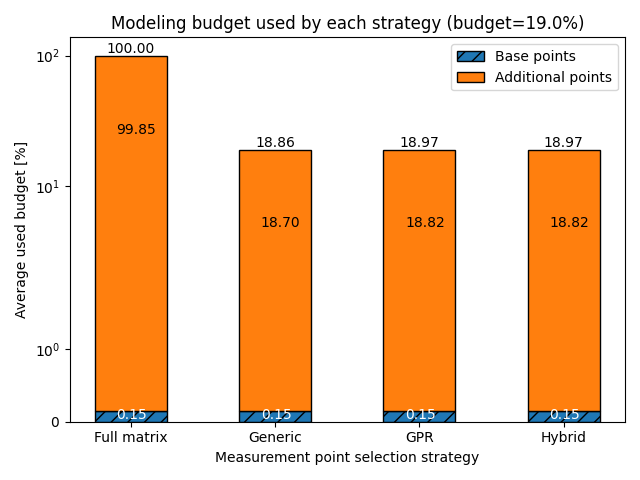 Modeling budget used by each strategy (budget=19.0%)
Base points
Additional points
100.00
99.85
18.86
18.97
18.97
18.70
18.82
18.82
0.15
0.15
0.15
0.15
10²
10¹
10⁰
0
Average used budget [%]
Full matrix
Generic
GPR
Hybrid
Measurement point selection strategy